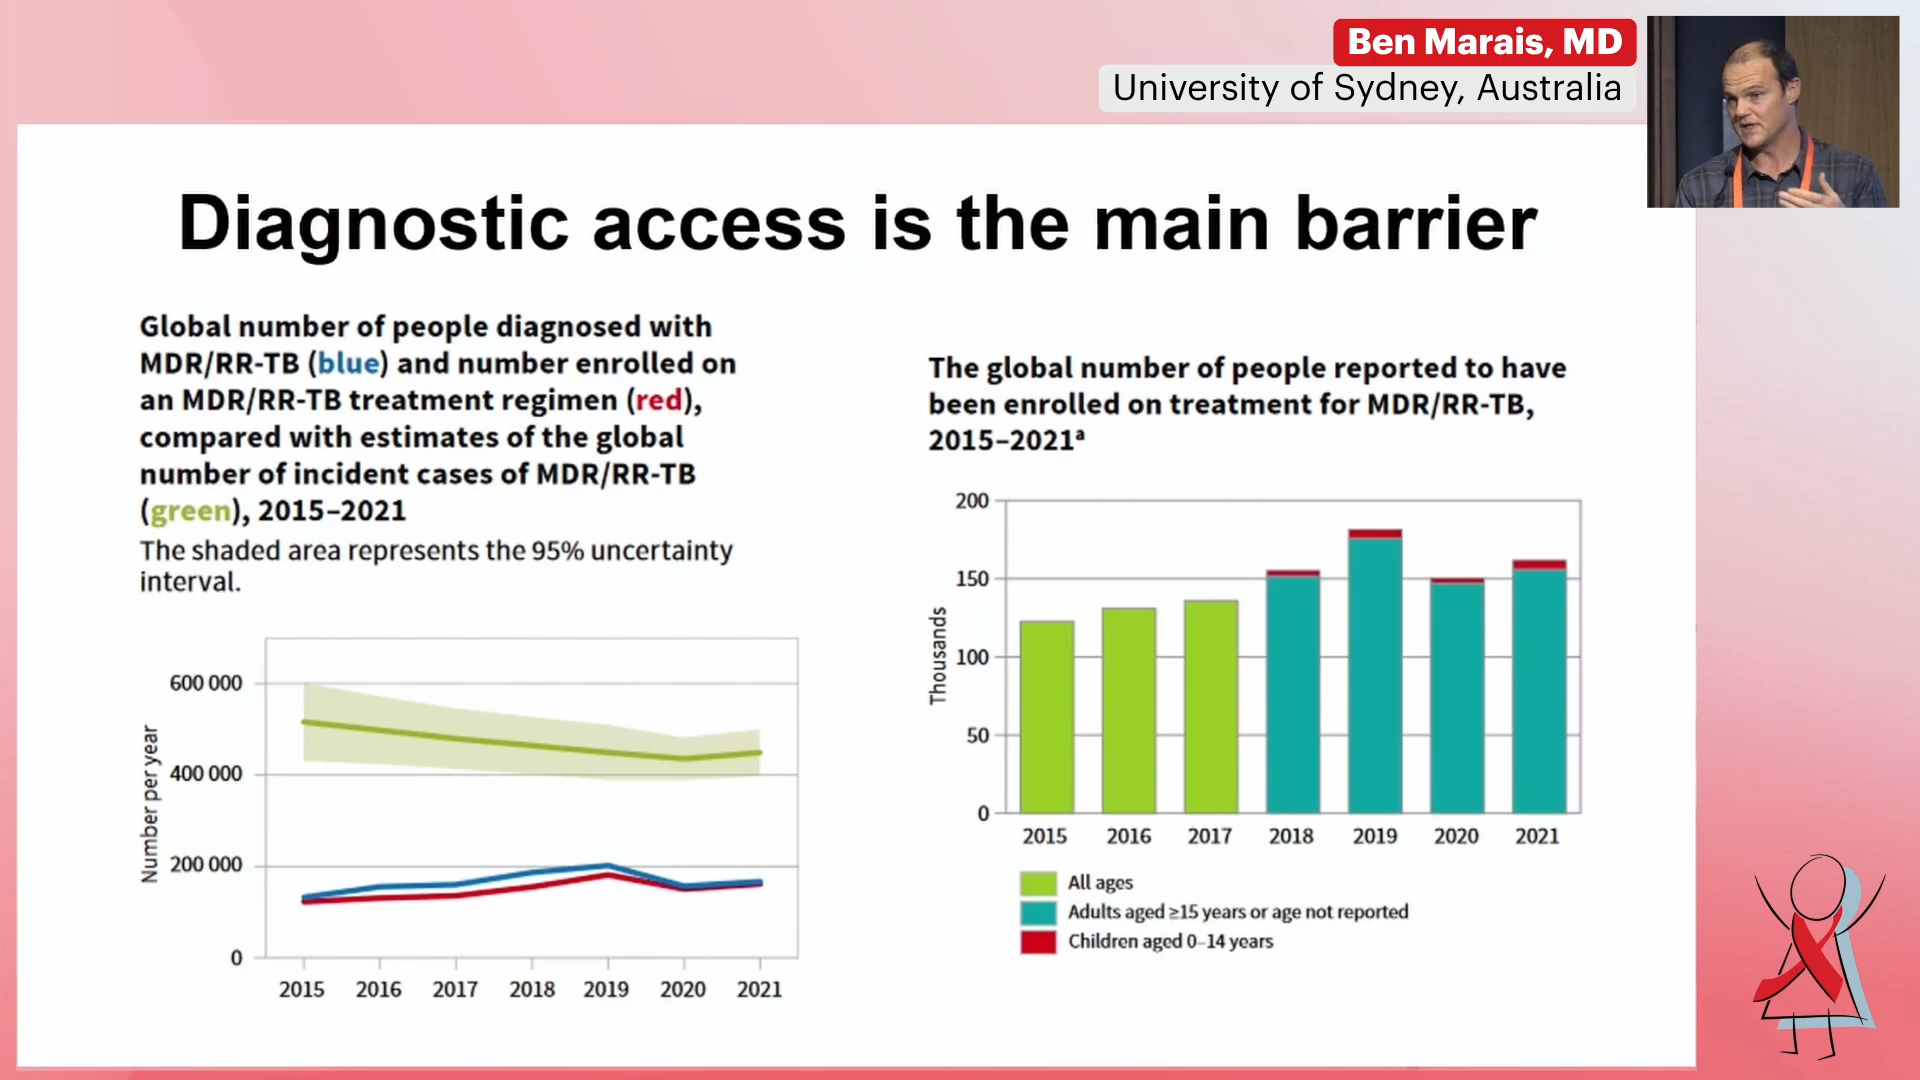 Ben Marais, MD
University of Sydney, Australia
Diagnostic access is the main barrier
Global number of people diagnosed with
MDR/RR-TB (blue) and number enrolled on
an MDR/RR-TB treatment regimen (red),
compared with estimates of the global
number of incident cases of MDR/RR-TB
(green), 2015–2021
The shaded area represents the 95% uncertainty
interval.
Number per year
600 000
400 000
200 000
0
2015 2016 2017 2018 2019 2020 2021
The global number of people reported to have
been enrolled on treatment for MDR/RR-TB,
2015–2021ª
Thousands
200
150
100
50
0
2015 2016 2017 2018 2019 2020 2021
All ages
Adults aged ≥15 years or age not reported
Children aged 0–14 years